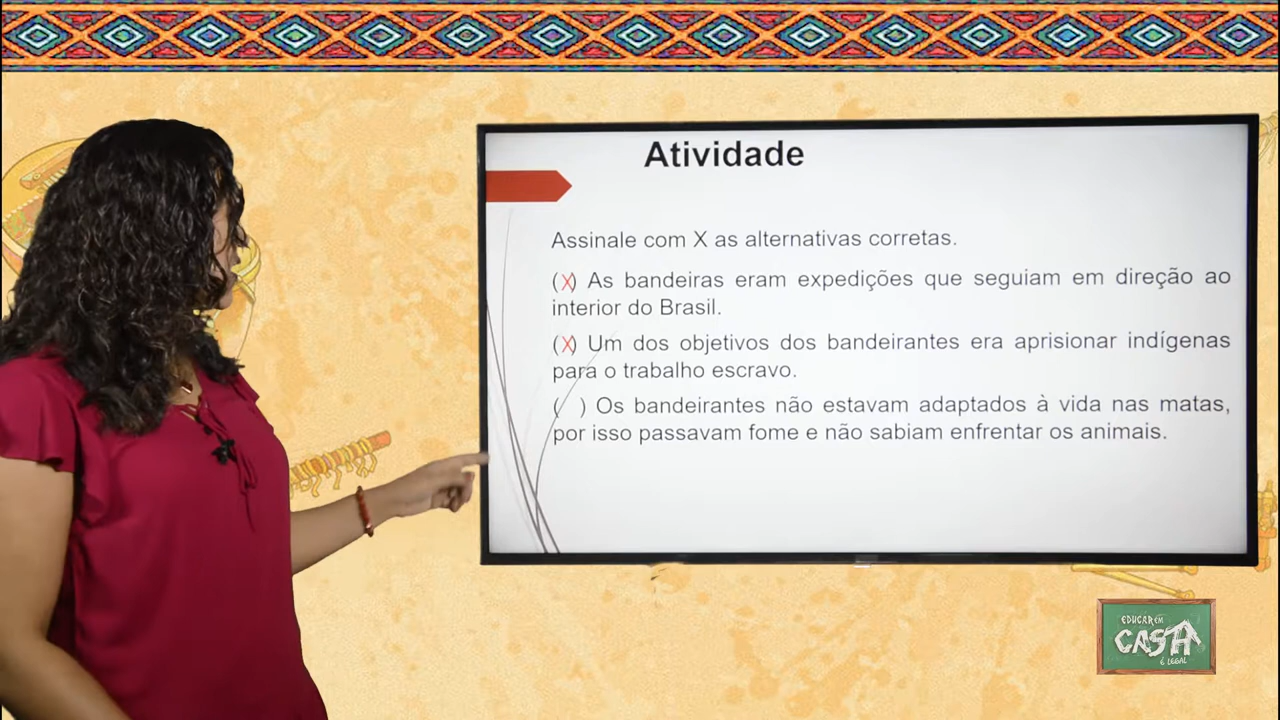 Atividade
Assinale com X as alternativas corretas.
(X) As bandeiras eram expedições que seguiam em direção ao
interior do Brasil.
(X) Um dos objetivos dos bandeirantes era aprisionar indígenas
para o trabalho escravo.
( ) Os bandeirantes não estavam adaptados à vida nas matas,
por isso passavam fome e não sabiam enfrentar os animais.
EDUCAR EM
CASA
É LEGAL